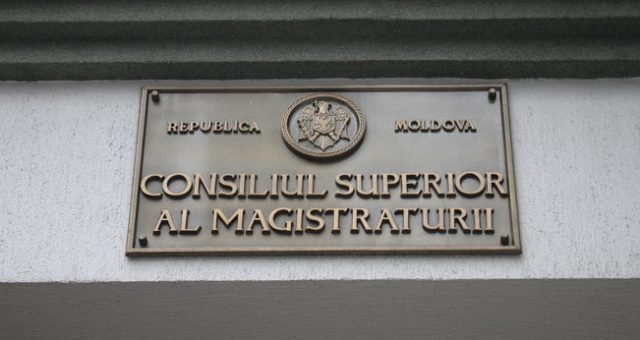 REPUBLICA MOLDOVA
CONSILIUL SUPERIOR
AL MAGISTRATURII